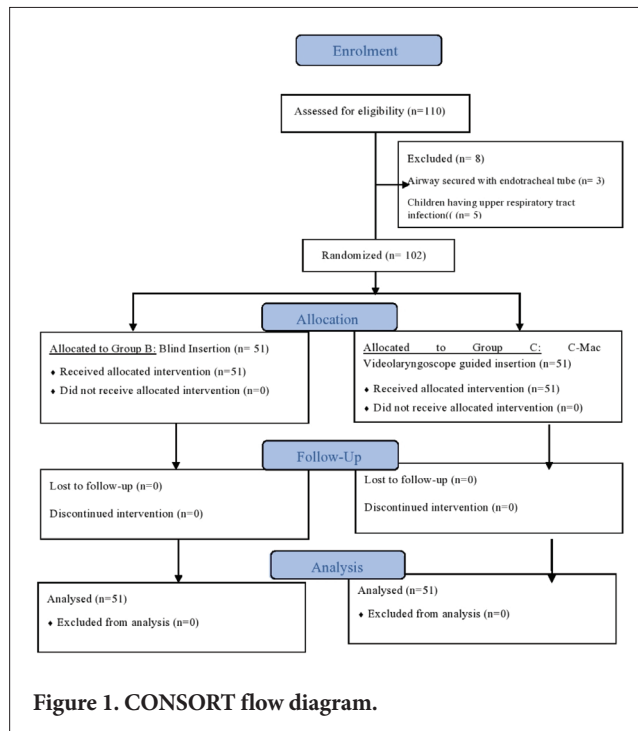 Enrolment
Assessed for eligibility (n=110)
Excluded (n= 8)
Airway secured with endotracheal tube (n= 3)
Children having upper respiratory tract
infection(( (n= 5)
Randomized (n= 102)
Allocation
Allocated to Group B: Blind Insertion (n= 51)
♦ Received allocated intervention (n=51)
♦ Did not receive allocated intervention (n=0)
Allocated to Group C: C-Mac
Videolaryngoscope guided insertion (n=51)
♦ Received allocated intervention (n=51)
♦ Did not receive allocated intervention (n=0)
Follow-Up
Lost to follow-up (n=0)
Discontinued intervention (n=0)
Lost to follow-up (n=0)
Discontinued intervention (n=0)
Analysis
Analysed (n=51)
♦ Excluded from analysis (n=0)
Analysed (n=51)
♦ Excluded from analysis (n=0)
Figure 1. CONSORT flow diagram.